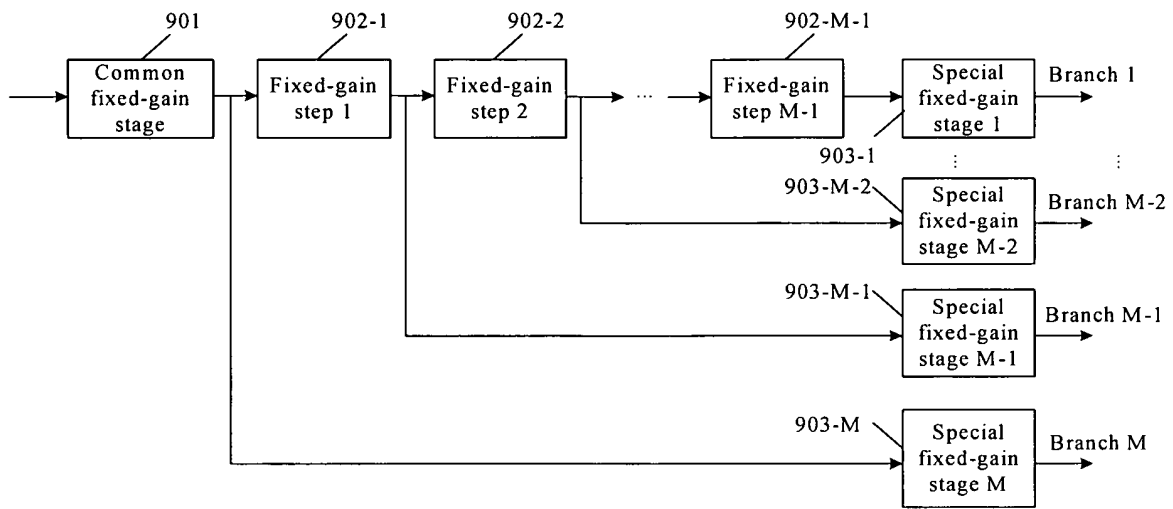 901
902-1
902-2
902-M-1
Common
fixed-gain
stage
Fixed-gain
step 1
Fixed-gain
step 2
...
Fixed-gain
step M-1
Special
fixed-gain
stage 1
Branch 1
903-1
...
...
903-M-2
Special
fixed-gain
stage M-2
Branch M-2
903-M-1
Special
fixed-gain
stage M-1
Branch M-1
903-M
Special
fixed-gain
stage M
Branch M